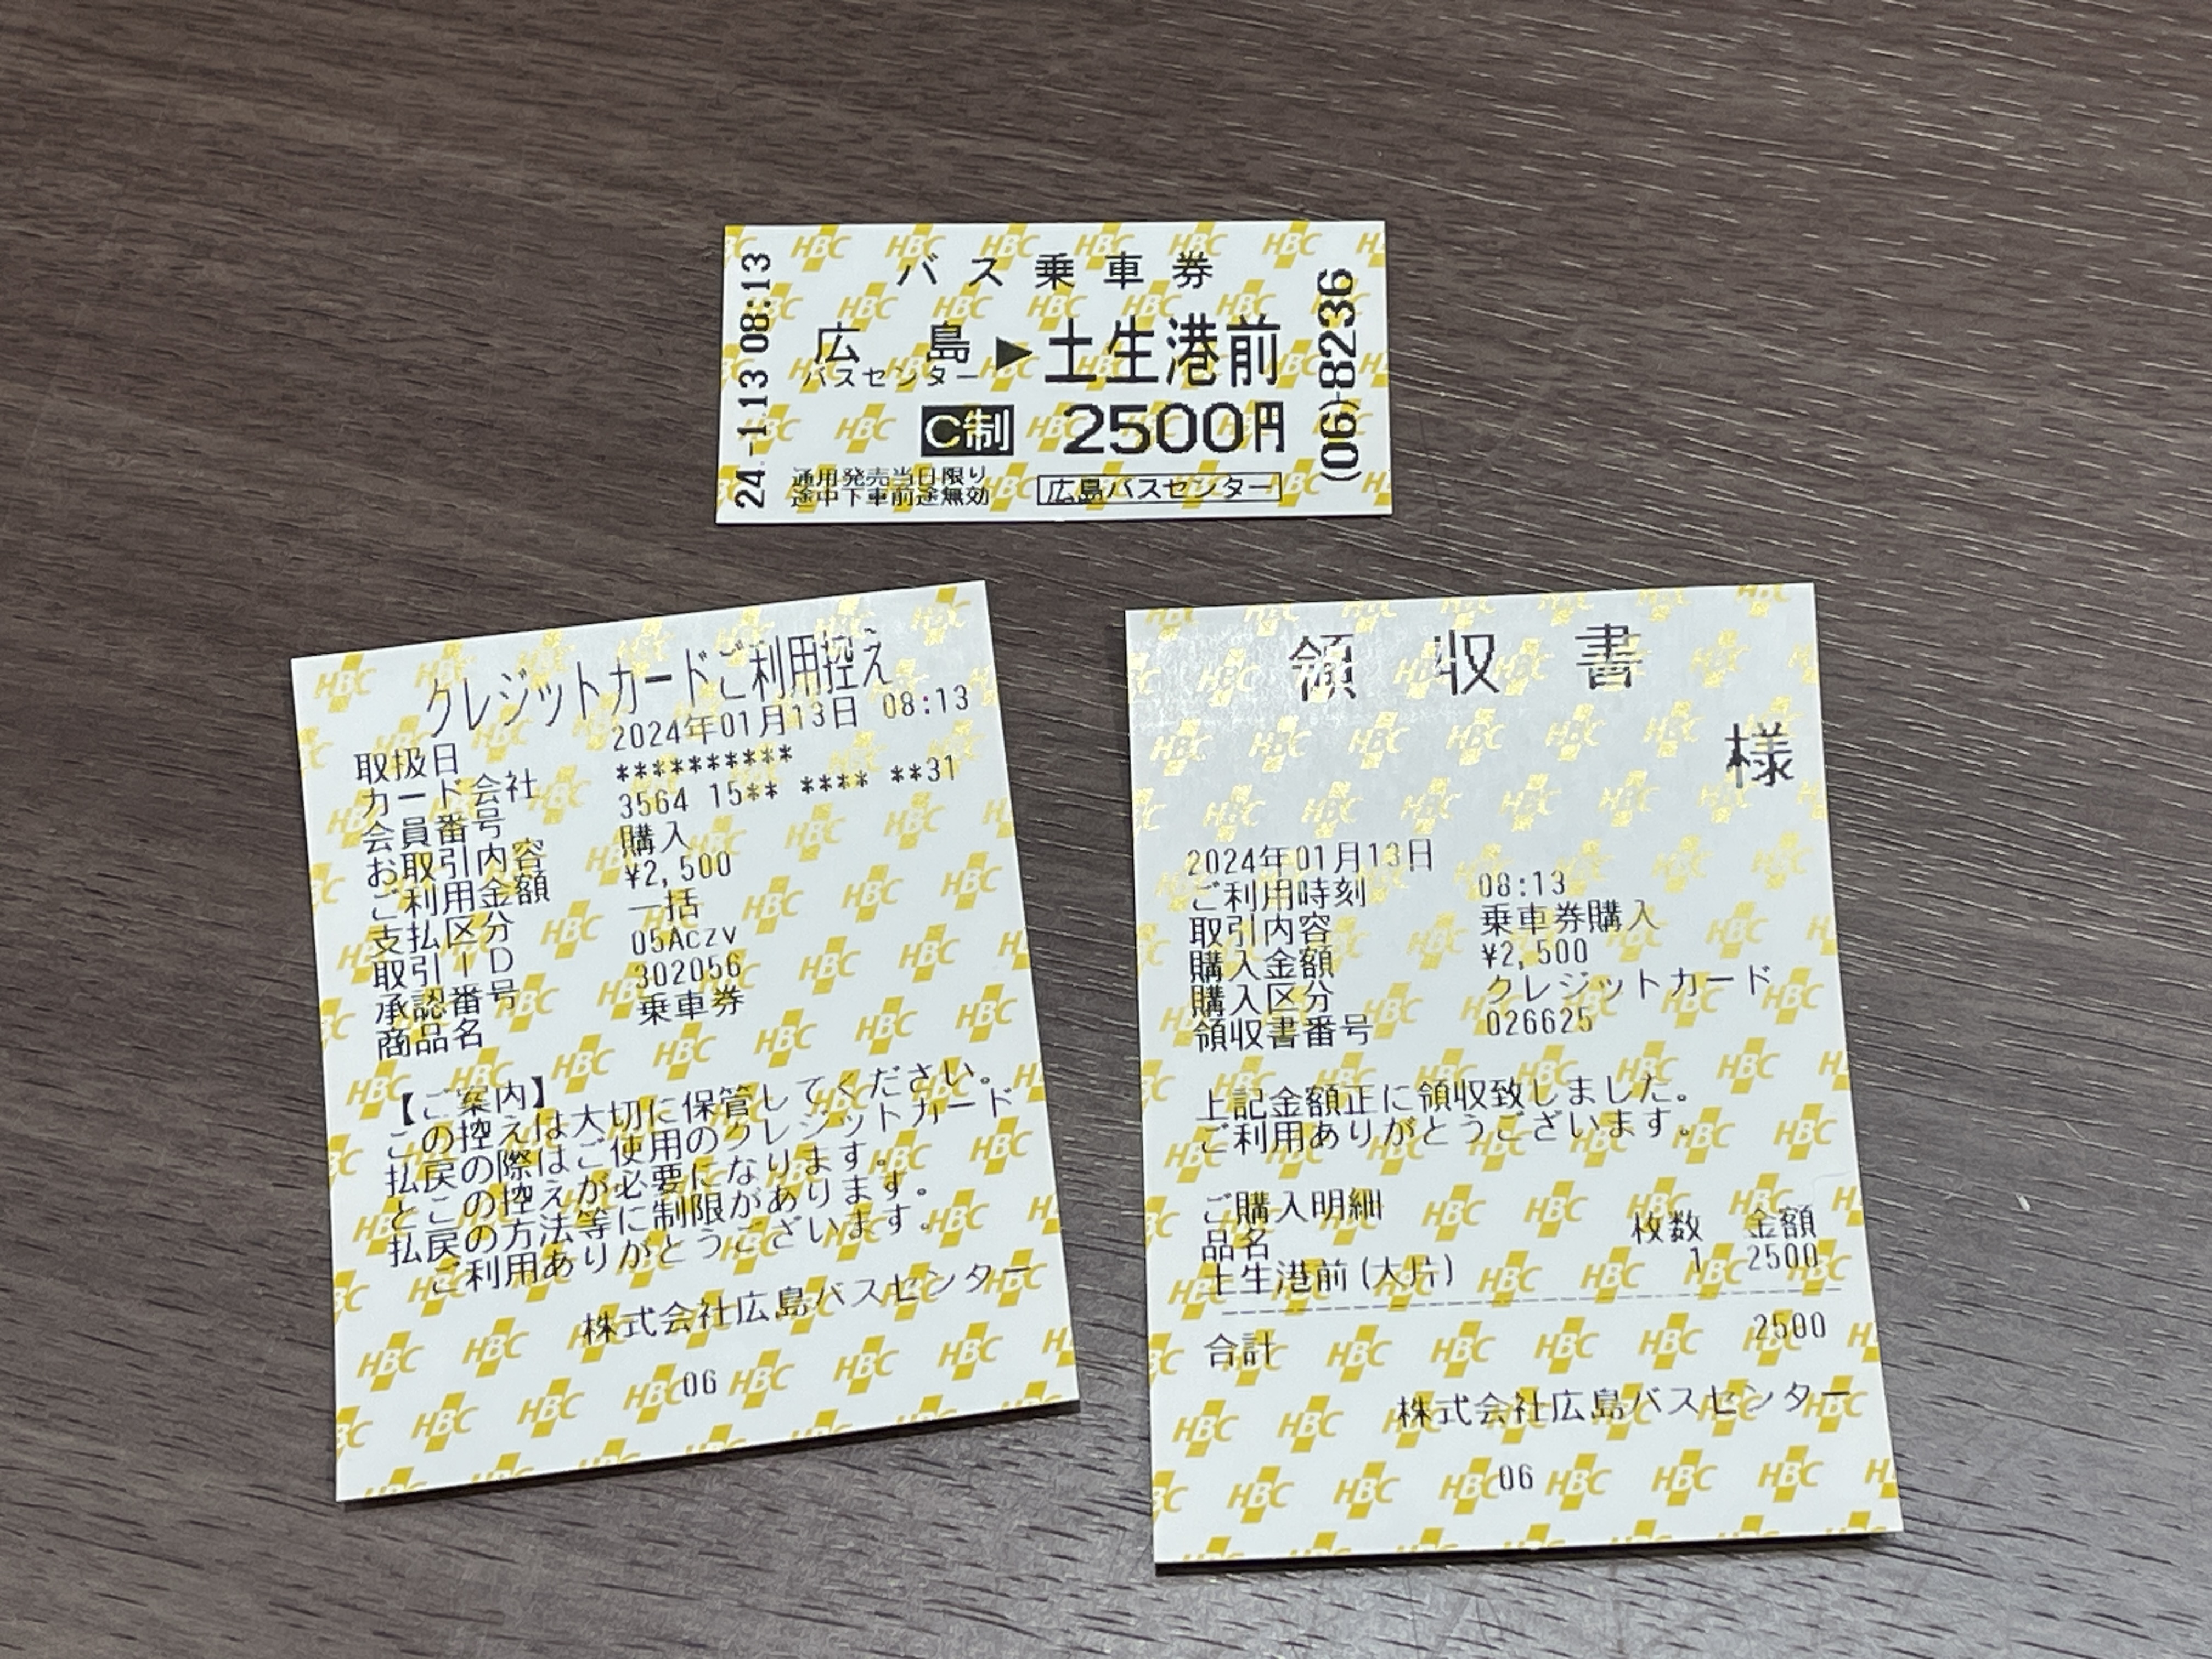 バス乗車券
24.-1.13 08:13
広島 ▶ 土生港前
バスセンター
C制 2500円
通用発売当日限り
途中下車前途無効
広島バスセンター
(06)-8236
クレジットカードご利用控え
取扱日 2024年01月13日 08:13
カード会社 **********
会員番号 3564 15** **** **31
お取引内容 購入
ご利用金額 ¥2,500
支払区分 一括
取引ID 05Aczv
承認番号 302056
商品名 乗車券
【ご案内】
この控えは大切に保管してください。
払戻の際はご使用のクレジットカード
とこの控えが必要になります。
払戻の方法等に制限があります。
ご利用ありがとうございます。
株式会社広島バスセンター
06
領収書
様
2024年01月13日
ご利用時刻 08:13
取引内容 乗車券購入
購入金額 ¥2,500
購入区分 クレジットカード
領収書番号 026625
上記金額正に領収致しました。
ご利用ありがとうございます。
ご購入明細
品名 枚数 金額
土生港前(大片) 1 2500
合計 2500
株式会社広島バスセンター
06
HBC